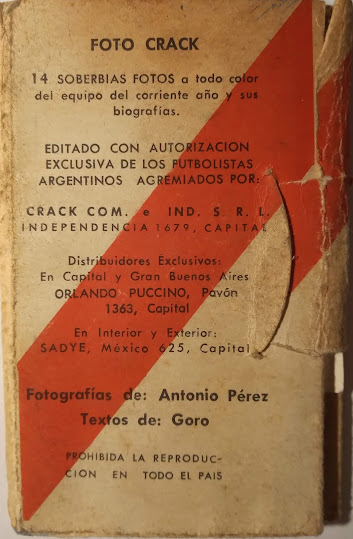 FOTO CRACK
14 SOBERBIAS FOTOS a todo color
del equipo del corriente año y sus
biografías.
EDITADO CON AUTORIZACION
EXCLUSIVA DE LOS FUTBOLISTAS
ARGENTINOS AGREMIADOS POR:
CRACK COM. e IND. S. R. L.
INDEPENDENCIA 1679, CAPITAL
Distribuidores Exclusivos:
En Capital y Gran Buenos Aires
ORLANDO PUCCINO, Pavón
1363, Capital
En Interior y Exterior:
SADYE, México 625, Capital
Fotografías de: Antonio Pérez
Textos de: Goro
PROHIBIDA LA REPRODUC-
CION EN TODO EL PAIS